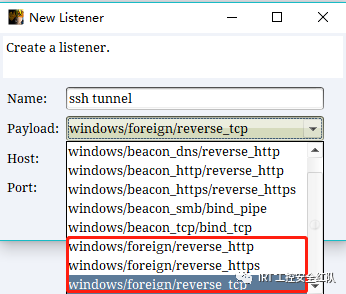 New Listener
Create a listener.
Name: ssh tunnel
Payload: windows/foreign/reverse_tcp
Host:
Port:
windows/beacon_dns/reverse_http
windows/beacon_http/reverse_http
windows/beacon_https/reverse_https
windows/beacon_smb/bind_pipe
windows/beacon_tcp/bind_tcp
windows/foreign/reverse_http
windows/foreign/reverse_https
windows/foreign/reverse_tcp
IRT工控安全红队